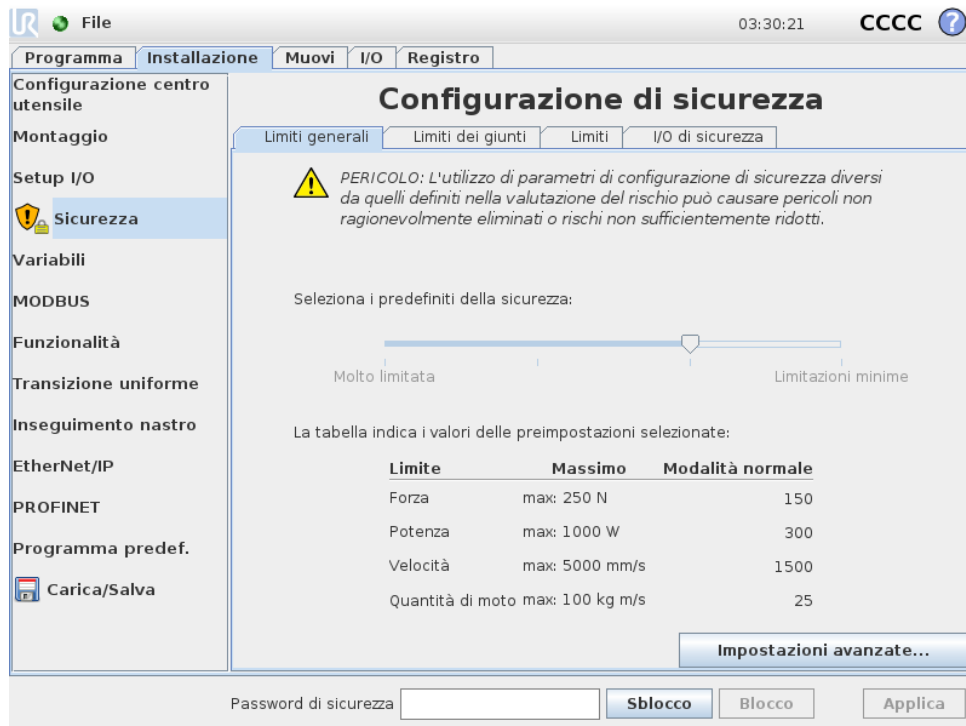 UR File 03:30:21 CCCC ?
Programma Installazione Muovi I/O Registro
Configurazione centro
utensile
Montaggio
Setup I/O
Sicurezza
Variabili
MODBUS
Funzionalità
Transizione uniforme
Inseguimento nastro
EtherNet/IP
PROFINET
Programma predef.
Carica/Salva
Configurazione di sicurezza
Limiti generali Limiti dei giunti Limiti I/O di sicurezza
PERICOLO: L'utilizzo di parametri di configurazione di sicurezza diversi
da quelli definiti nella valutazione del rischio può causare pericoli non
ragionevolmente eliminati o rischi non sufficientemente ridotti.
Seleziona i predefiniti della sicurezza:
Molto limitata Limitazioni minime
La tabella indica i valori delle preimpostazioni selezionate:
Limite Massimo Modalità normale
Forza max: 250 N 150
Potenza max: 1000 W 300
Velocità max: 5000 mm/s 1500
Quantità di moto max: 100 kg m/s 25
Impostazioni avanzate...
Password di sicurezza Sblocco Blocco Applica